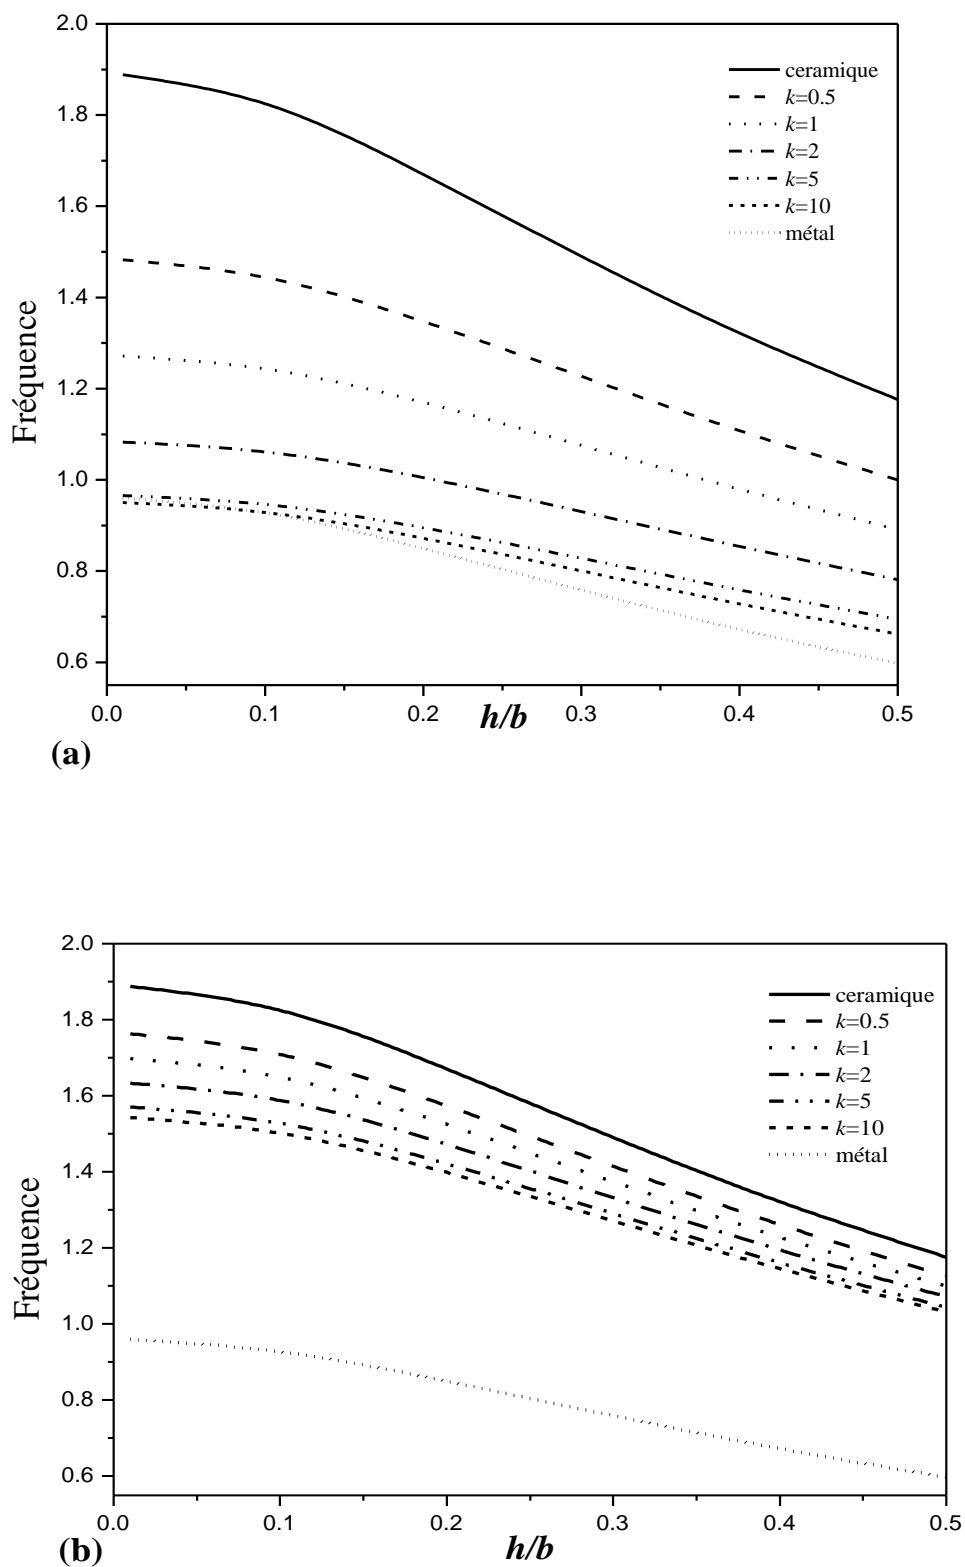 2.0
1.8
1.6
1.4
1.2
1.0
0.8
0.6
Fréquence
ceramique
k=0.5
k=1
k=2
k=5
k=10
métal
0.0
0.1
0.2
0.3
0.4
0.5
h/b
(a)
2.0
1.8
1.6
1.4
1.2
1.0
0.8
0.6
Fréquence
ceramique
k=0.5
k=1
k=2
k=5
k=10
métal
0.0
0.1
0.2
0.3
0.4
0.5
h/b
(b)